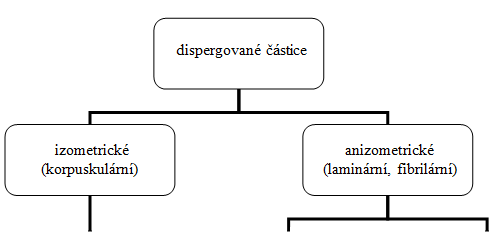 dispergované částice
izometrické
(korpuskulární)
anizometrické
(laminární, fibrilární)